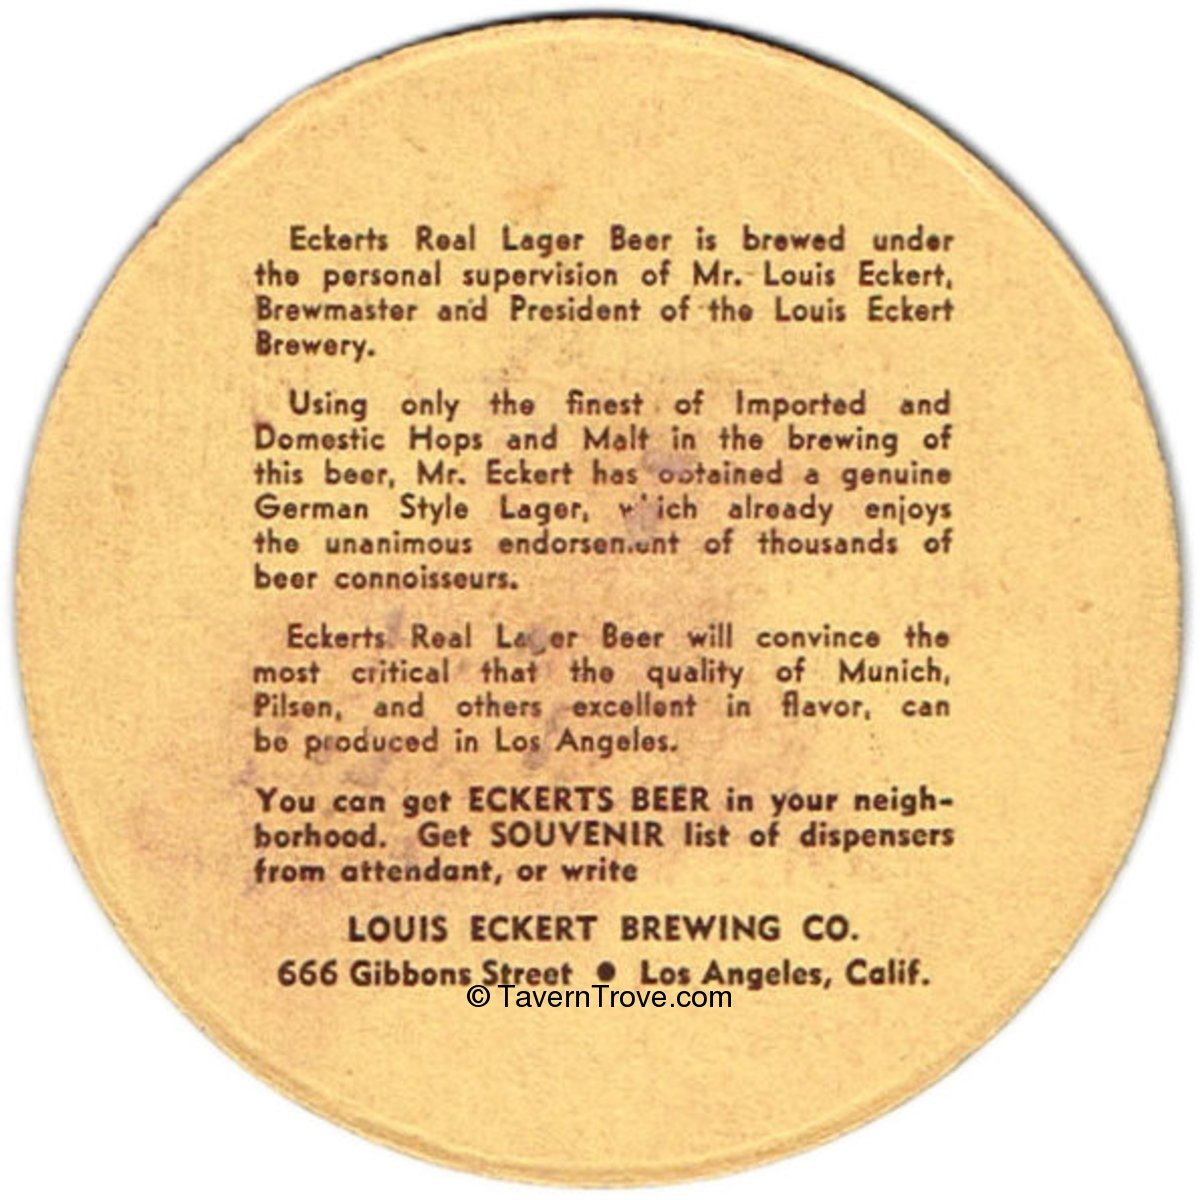 Eckerts Real Lager Beer is brewed under
the personal supervision of Mr. Louis Eckert,
Brewmaster and President of the Louis Eckert
Brewery.
Using only the finest of Imported and
Domestic Hops and Malt in the brewing of
this beer, Mr. Eckert has obtained a genuine
German Style Lager, which already enjoys
the unanimous endorsement of thousands of
beer connoisseurs.
Eckerts Real Lager Beer will convince the
most critical that the quality of Munich,
Pilsen, and others excellent in flavor, can
be produced in Los Angeles.
You can get ECKERTS BEER in your neigh-
borhood. Get SOUVENIR list of dispensers
from attendant, or write
LOUIS ECKERT BREWING CO.
666 Gibbons Street ● Los Angeles, Calif.
© TavernTrove.com